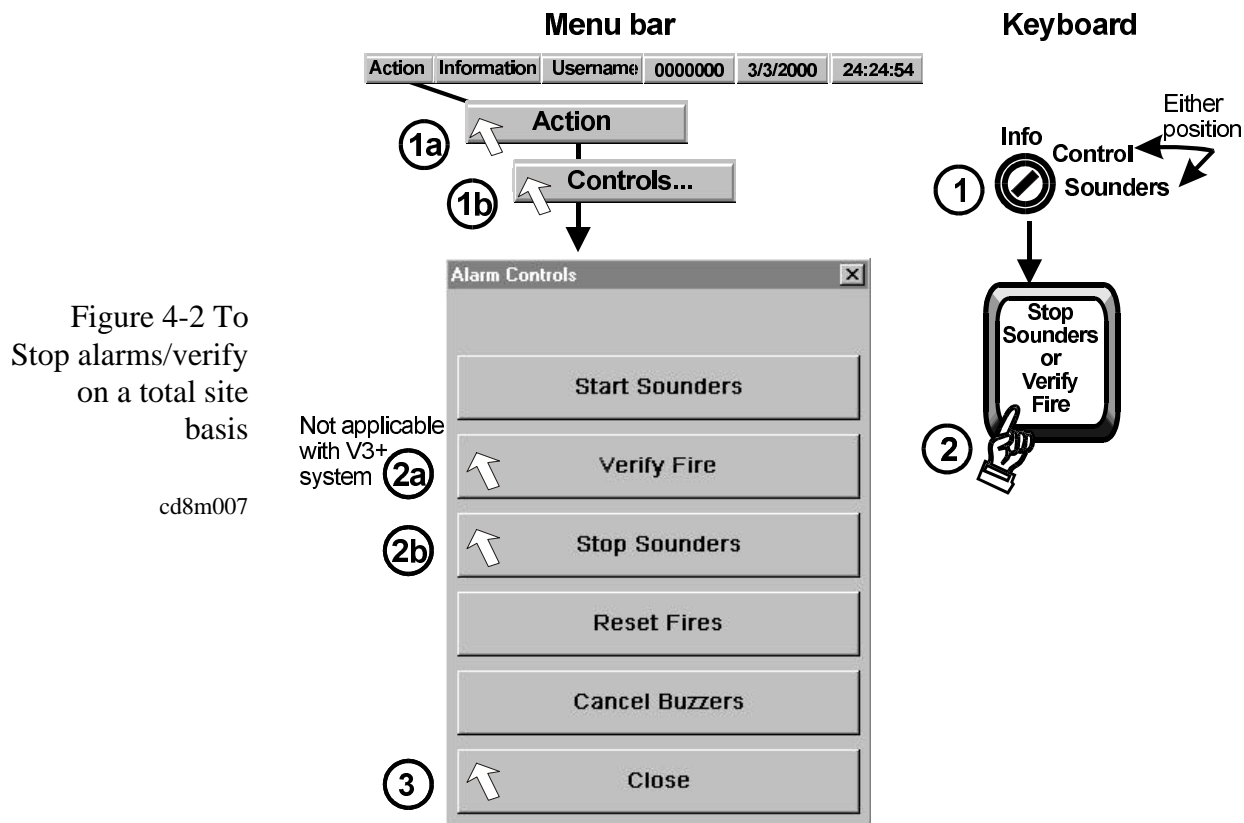 Menu bar
Keyboard
Action Information Username 0000000 3/3/2000 24:24:54
1a
Action
1b
Controls...
Either
position
Info
Control
Sounders
1
Alarm Controls
Start Sounders
Not applicable
with V3+
system
2a
Verify Fire
2b
Stop Sounders
Reset Fires
Cancel Buzzers
3
Close
Stop
Sounders
or
Verify
Fire
2
Figure 4-2 To
Stop alarms/verify
on a total site
basis
cd8m007